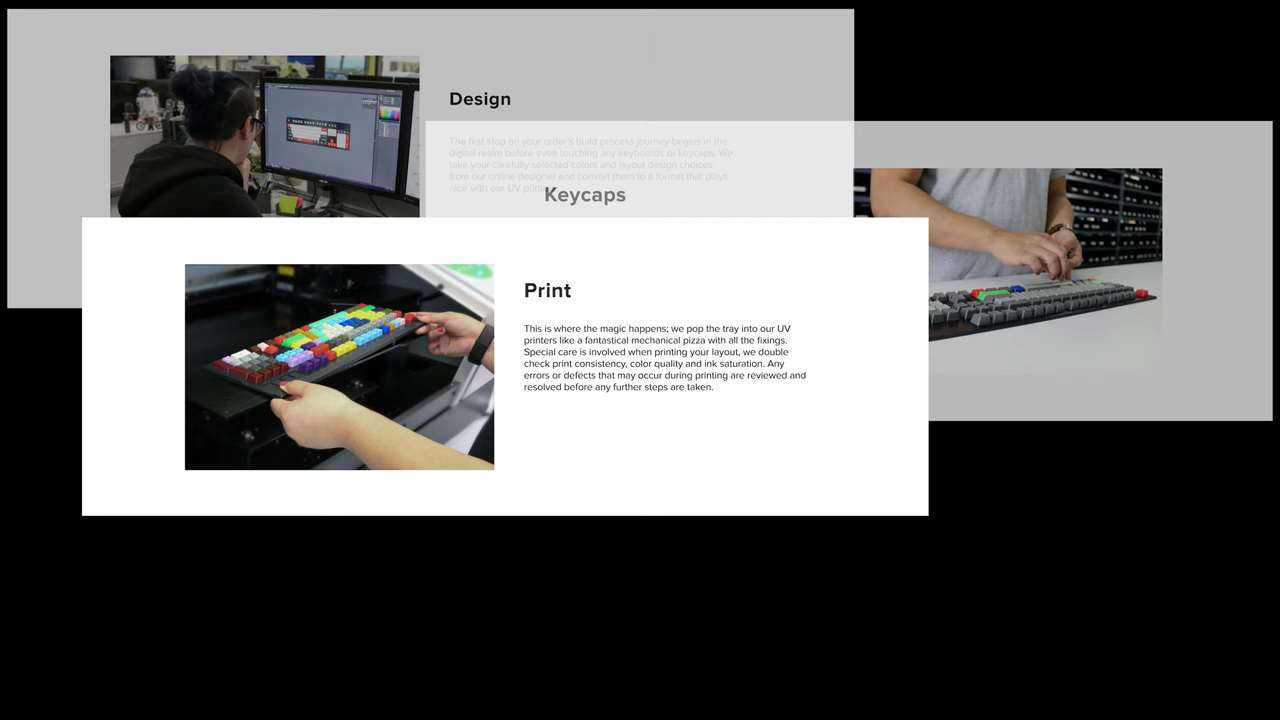 Design
The first stop on your order's build process journey begins in the
digital realm before even touching any keyboards or keycaps. We
take your carefully selected colors and layout design choices
from our online designer and convert them to a format that plays
nice with our UV
Keycaps
Print
This is where the magic happens; we pop the tray into our UV
printers like a fantastical mechanical pizza with all the fixings.
Special care is involved when printing your layout, we double
check print consistency, color quality and ink saturation. Any
errors or defects that may occur during printing are reviewed and
resolved before any further steps are taken.